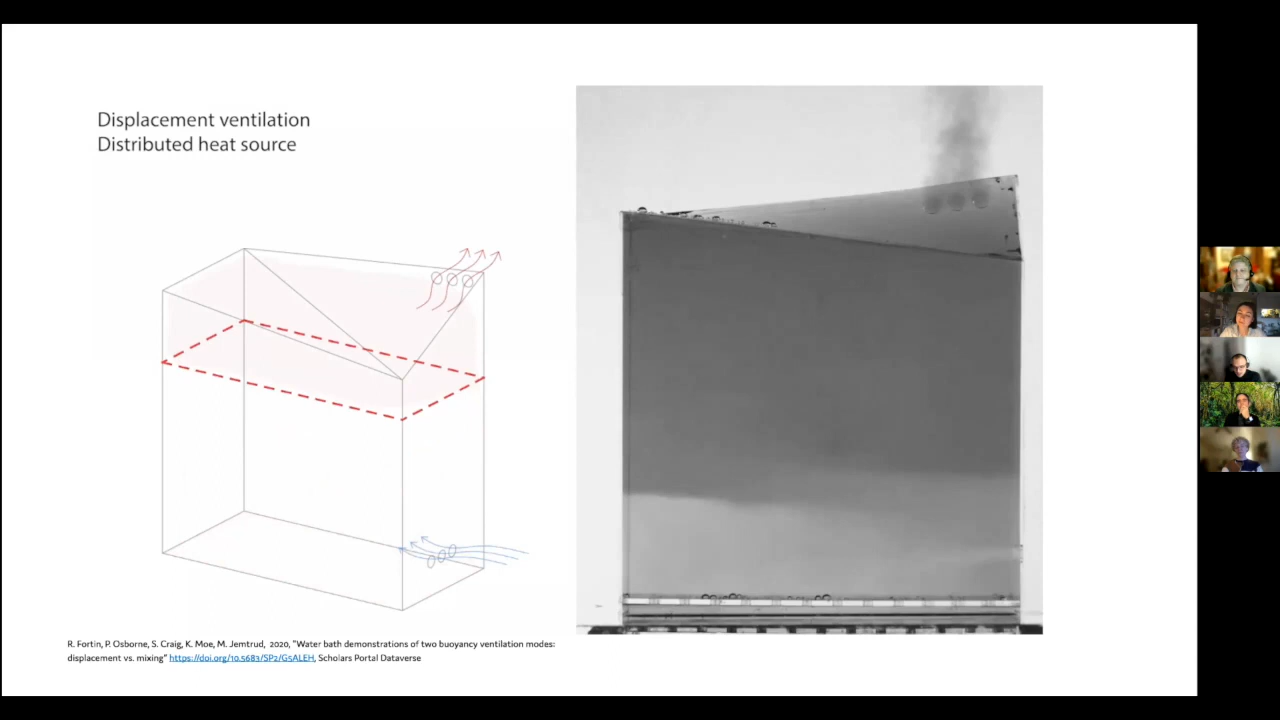 Displacement ventilation
Distributed heat source
R. Fortin, P. Osborne, S. Craig, K. Moe, M. Jemtrud, 2020, "Water bath demonstrations of two buoyancy ventilation modes:
displacement vs. mixing" https://doi.org/10.5683/SP2/G5ALEH, Scholars Portal Dataverse